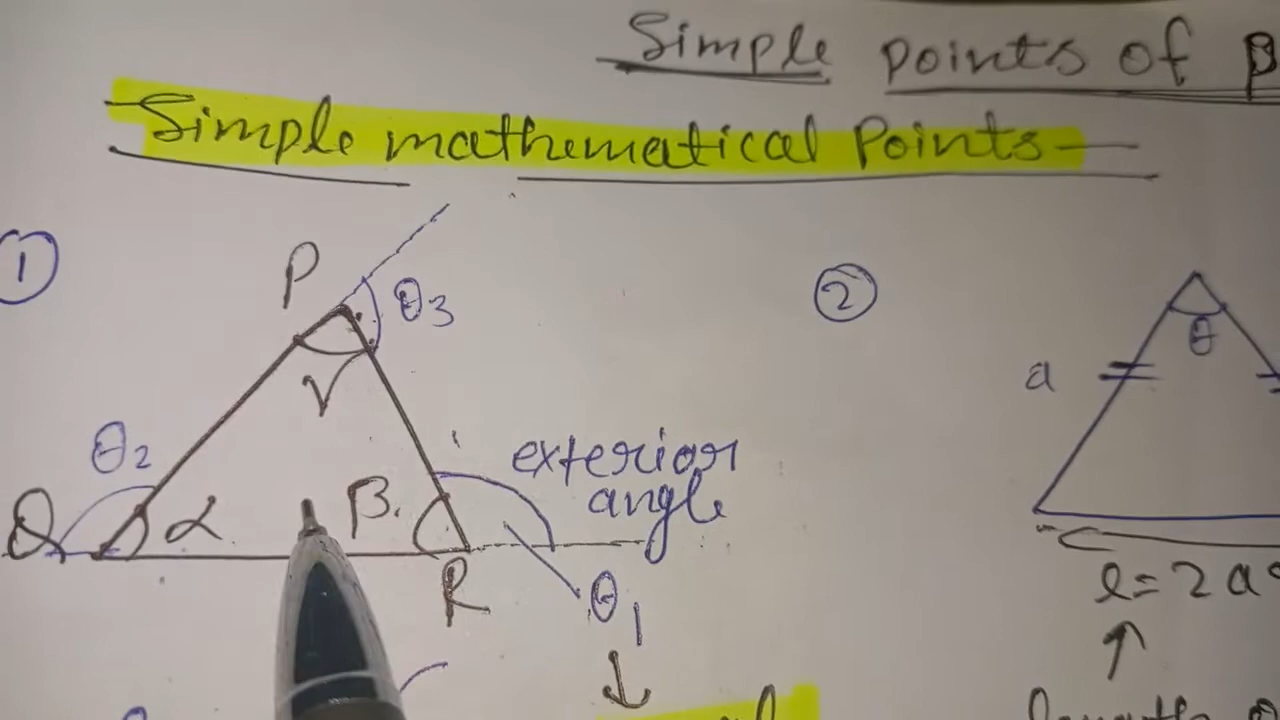 Simple points of
Simple mathematical Points
1
P
θ3
γ
θ2
Q
α
β
R
exterior
angle
θ1
2
θ
a
l = 2a